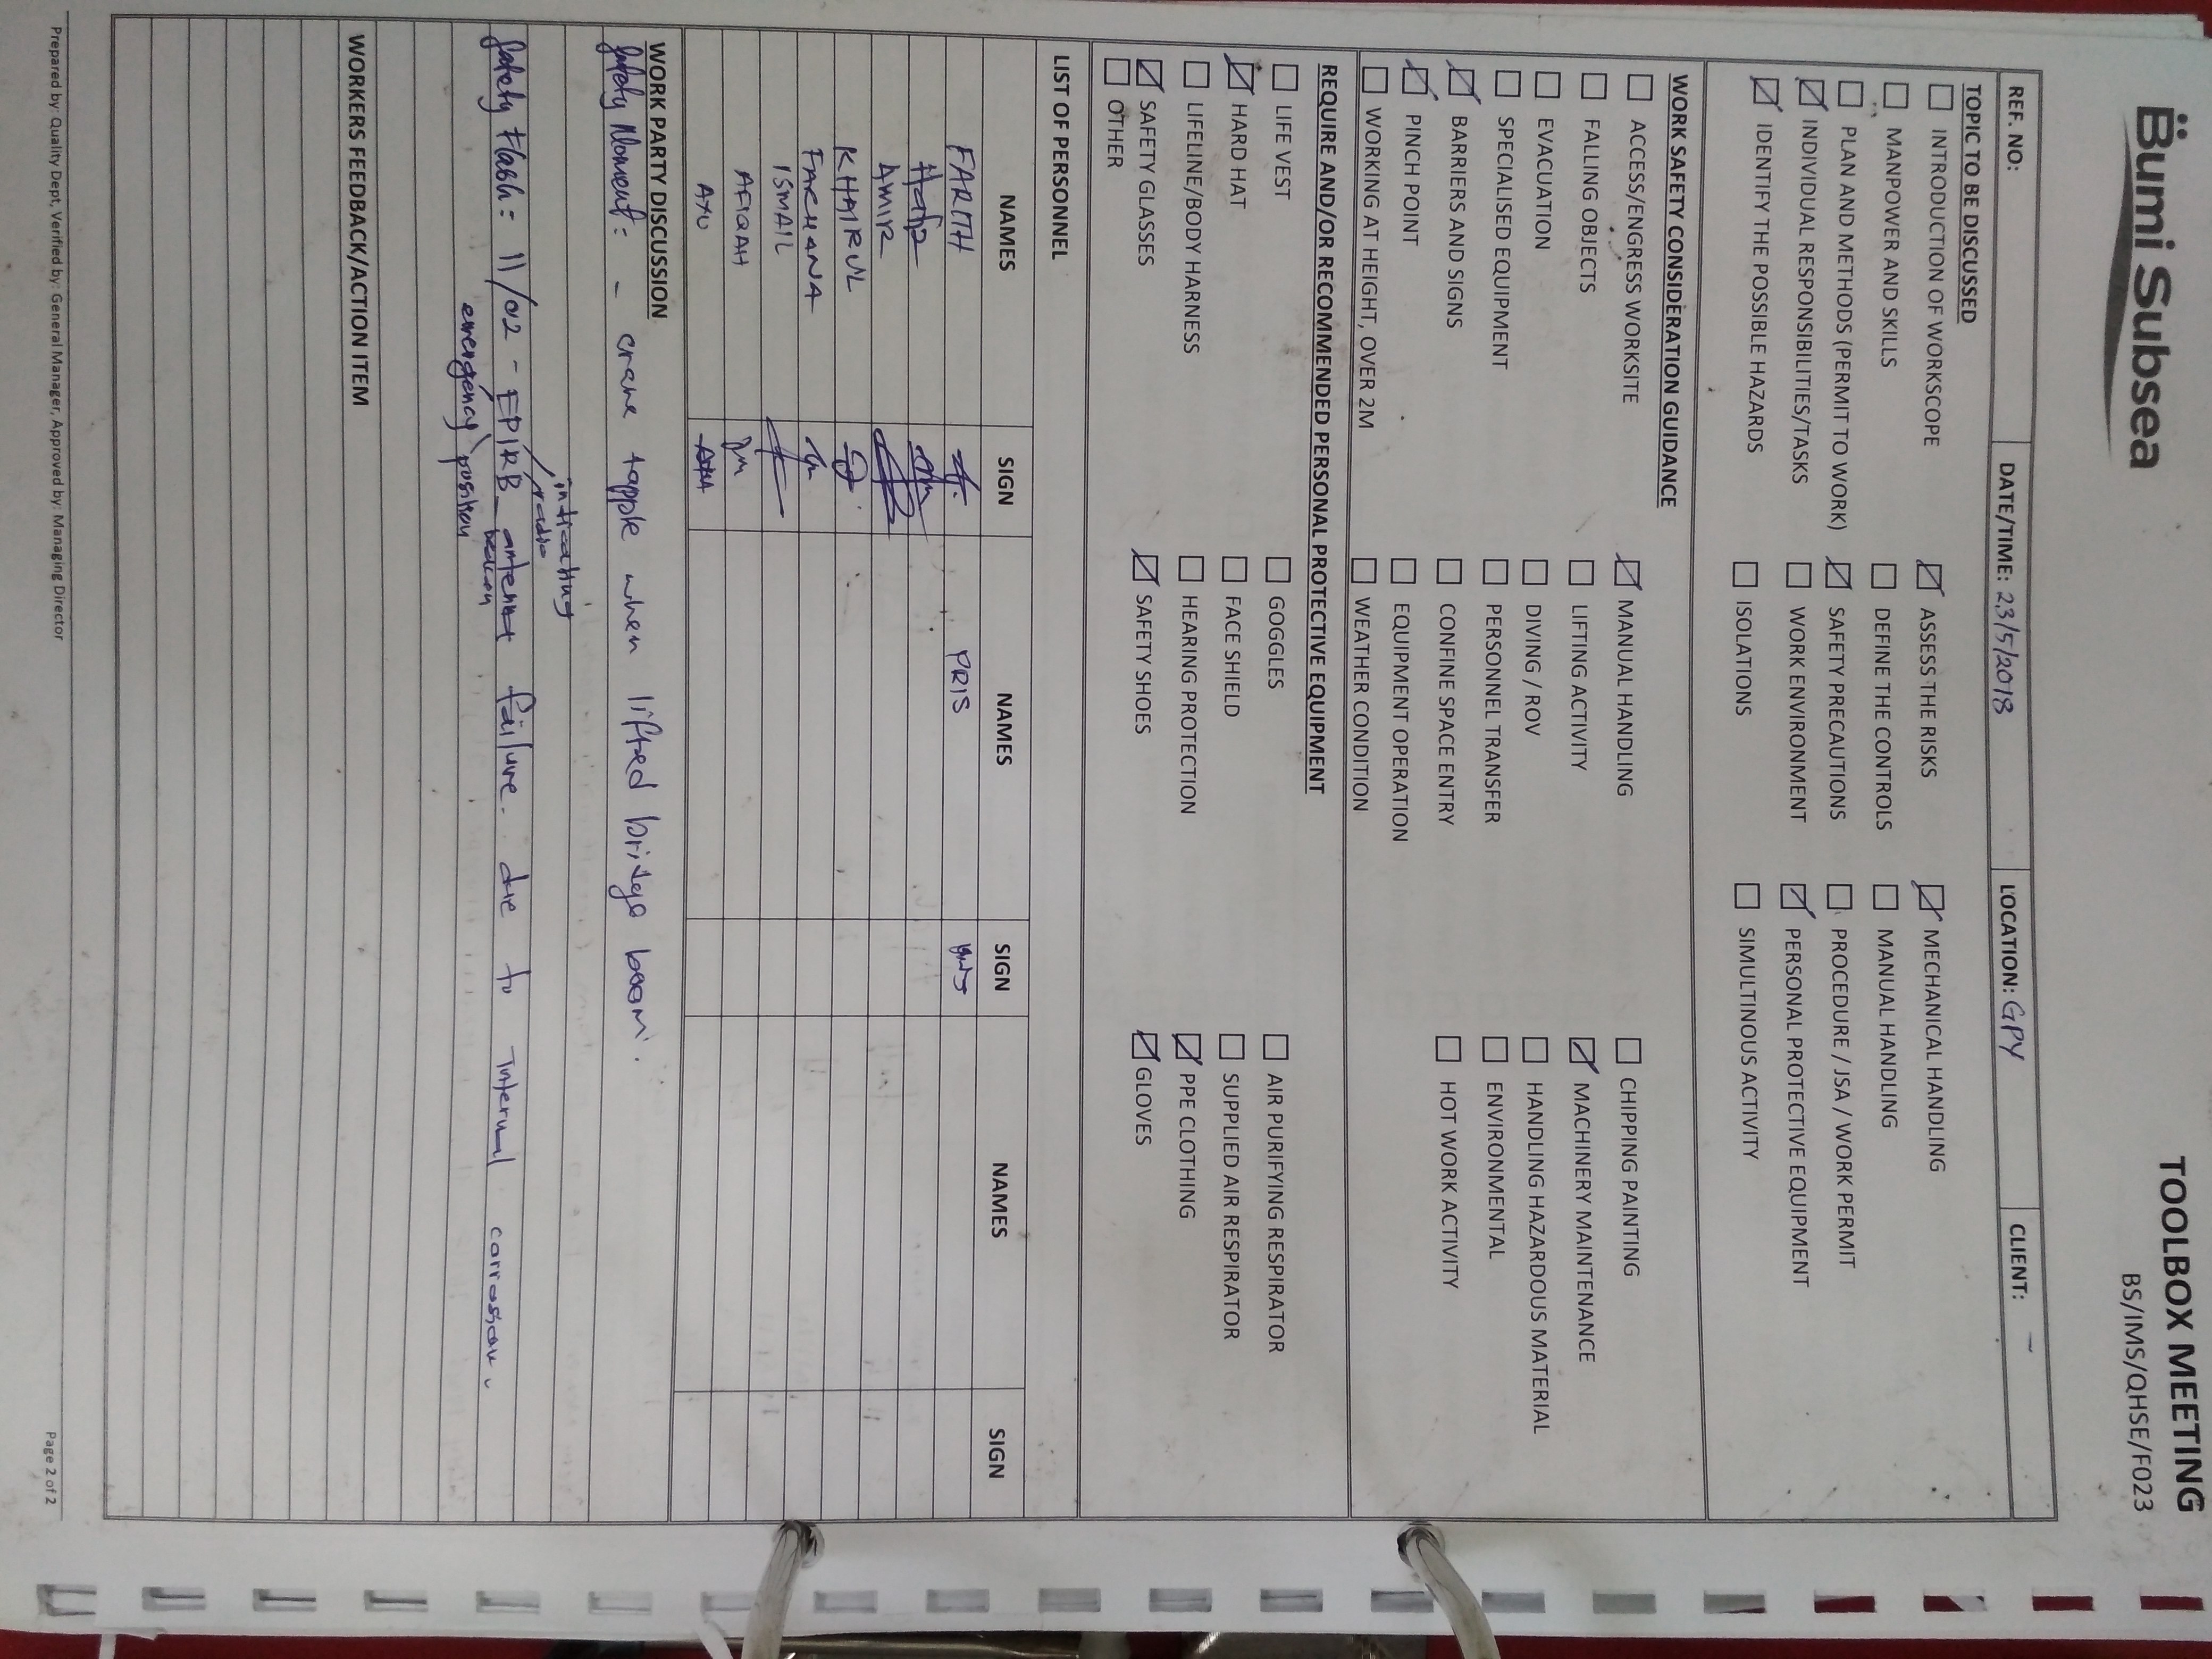 Bumi Subsea
TOOLBOX MEETING
BS/IMS/QHSE/F023
REF. NO: DATE/TIME: 23/5/2018 LOCATION: GPY CLIENT: –
TOPIC TO BE DISCUSSED
☐ INTRODUCTION OF WORKSCOPE ☑ ASSESS THE RISKS ☑ MECHANICAL HANDLING
☐ MANPOWER AND SKILLS ☐ DEFINE THE CONTROLS ☐ MANUAL HANDLING
☐ PLAN AND METHODS (PERMIT TO WORK) ☑ SAFETY PRECAUTIONS ☐ PROCEDURE / JSA / WORK PERMIT
☑ INDIVIDUAL RESPONSIBILITIES/TASKS ☐ WORK ENVIRONMENT ☑ PERSONAL PROTECTIVE EQUIPMENT
☑ IDENTIFY THE POSSIBLE HAZARDS ☐ ISOLATIONS ☐ SIMULTINOUS ACTIVITY
WORK SAFETY CONSIDERATION GUIDANCE
☐ ACCESS/ENGRESS WORKSITE ☑ MANUAL HANDLING ☐ CHIPPING PAINTING
☐ FALLING OBJECTS ☐ LIFTING ACTIVITY ☑ MACHINERY MAINTENANCE
☐ EVACUATION ☐ DIVING / ROV ☐ HANDLING HAZARDOUS MATERIAL
☐ SPECIALISED EQUIPMENT ☐ PERSONNEL TRANSFER ☐ ENVIRONMENTAL
☑ BARRIERS AND SIGNS ☐ CONFINE SPACE ENTRY ☐ HOT WORK ACTIVITY
☑ PINCH POINT ☐ EQUIPMENT OPERATION
☐ WORKING AT HEIGHT, OVER 2M ☐ WEATHER CONDITION
REQUIRE AND/OR RECOMMENDED PERSONAL PROTECTIVE EQUIPMENT
☐ LIFE VEST ☐ GOGGLES ☐ AIR PURIFYING RESPIRATOR
☑ HARD HAT ☐ FACE SHIELD ☐ SUPPLIED AIR RESPIRATOR
☐ LIFELINE/BODY HARNESS ☐ HEARING PROTECTION ☑ PPE CLOTHING
☑ SAFETY GLASSES ☑ SAFETY SHOES ☑ GLOVES
☐ OTHER
LIST OF PERSONNEL
NAMES SIGN NAMES SIGN NAMES SIGN
FARITH PRIS
Hafiz
AMIR
KHAIRUL
FARHANA
ISMAIL
AFIQAH
AYU
WORK PARTY DISCUSSION
Safety Moment: - crane topple when lifted bridge boom.
indicating
radio
Safety Flash: 11/02 - EPIRB antenna failure. due to internal corrosion.
beacon
emergency position
WORKERS FEEDBACK/ACTION ITEM
Prepared by: Quality Dept, Verified by: General Manager, Approved by: Managing Director
Page 2 of 2